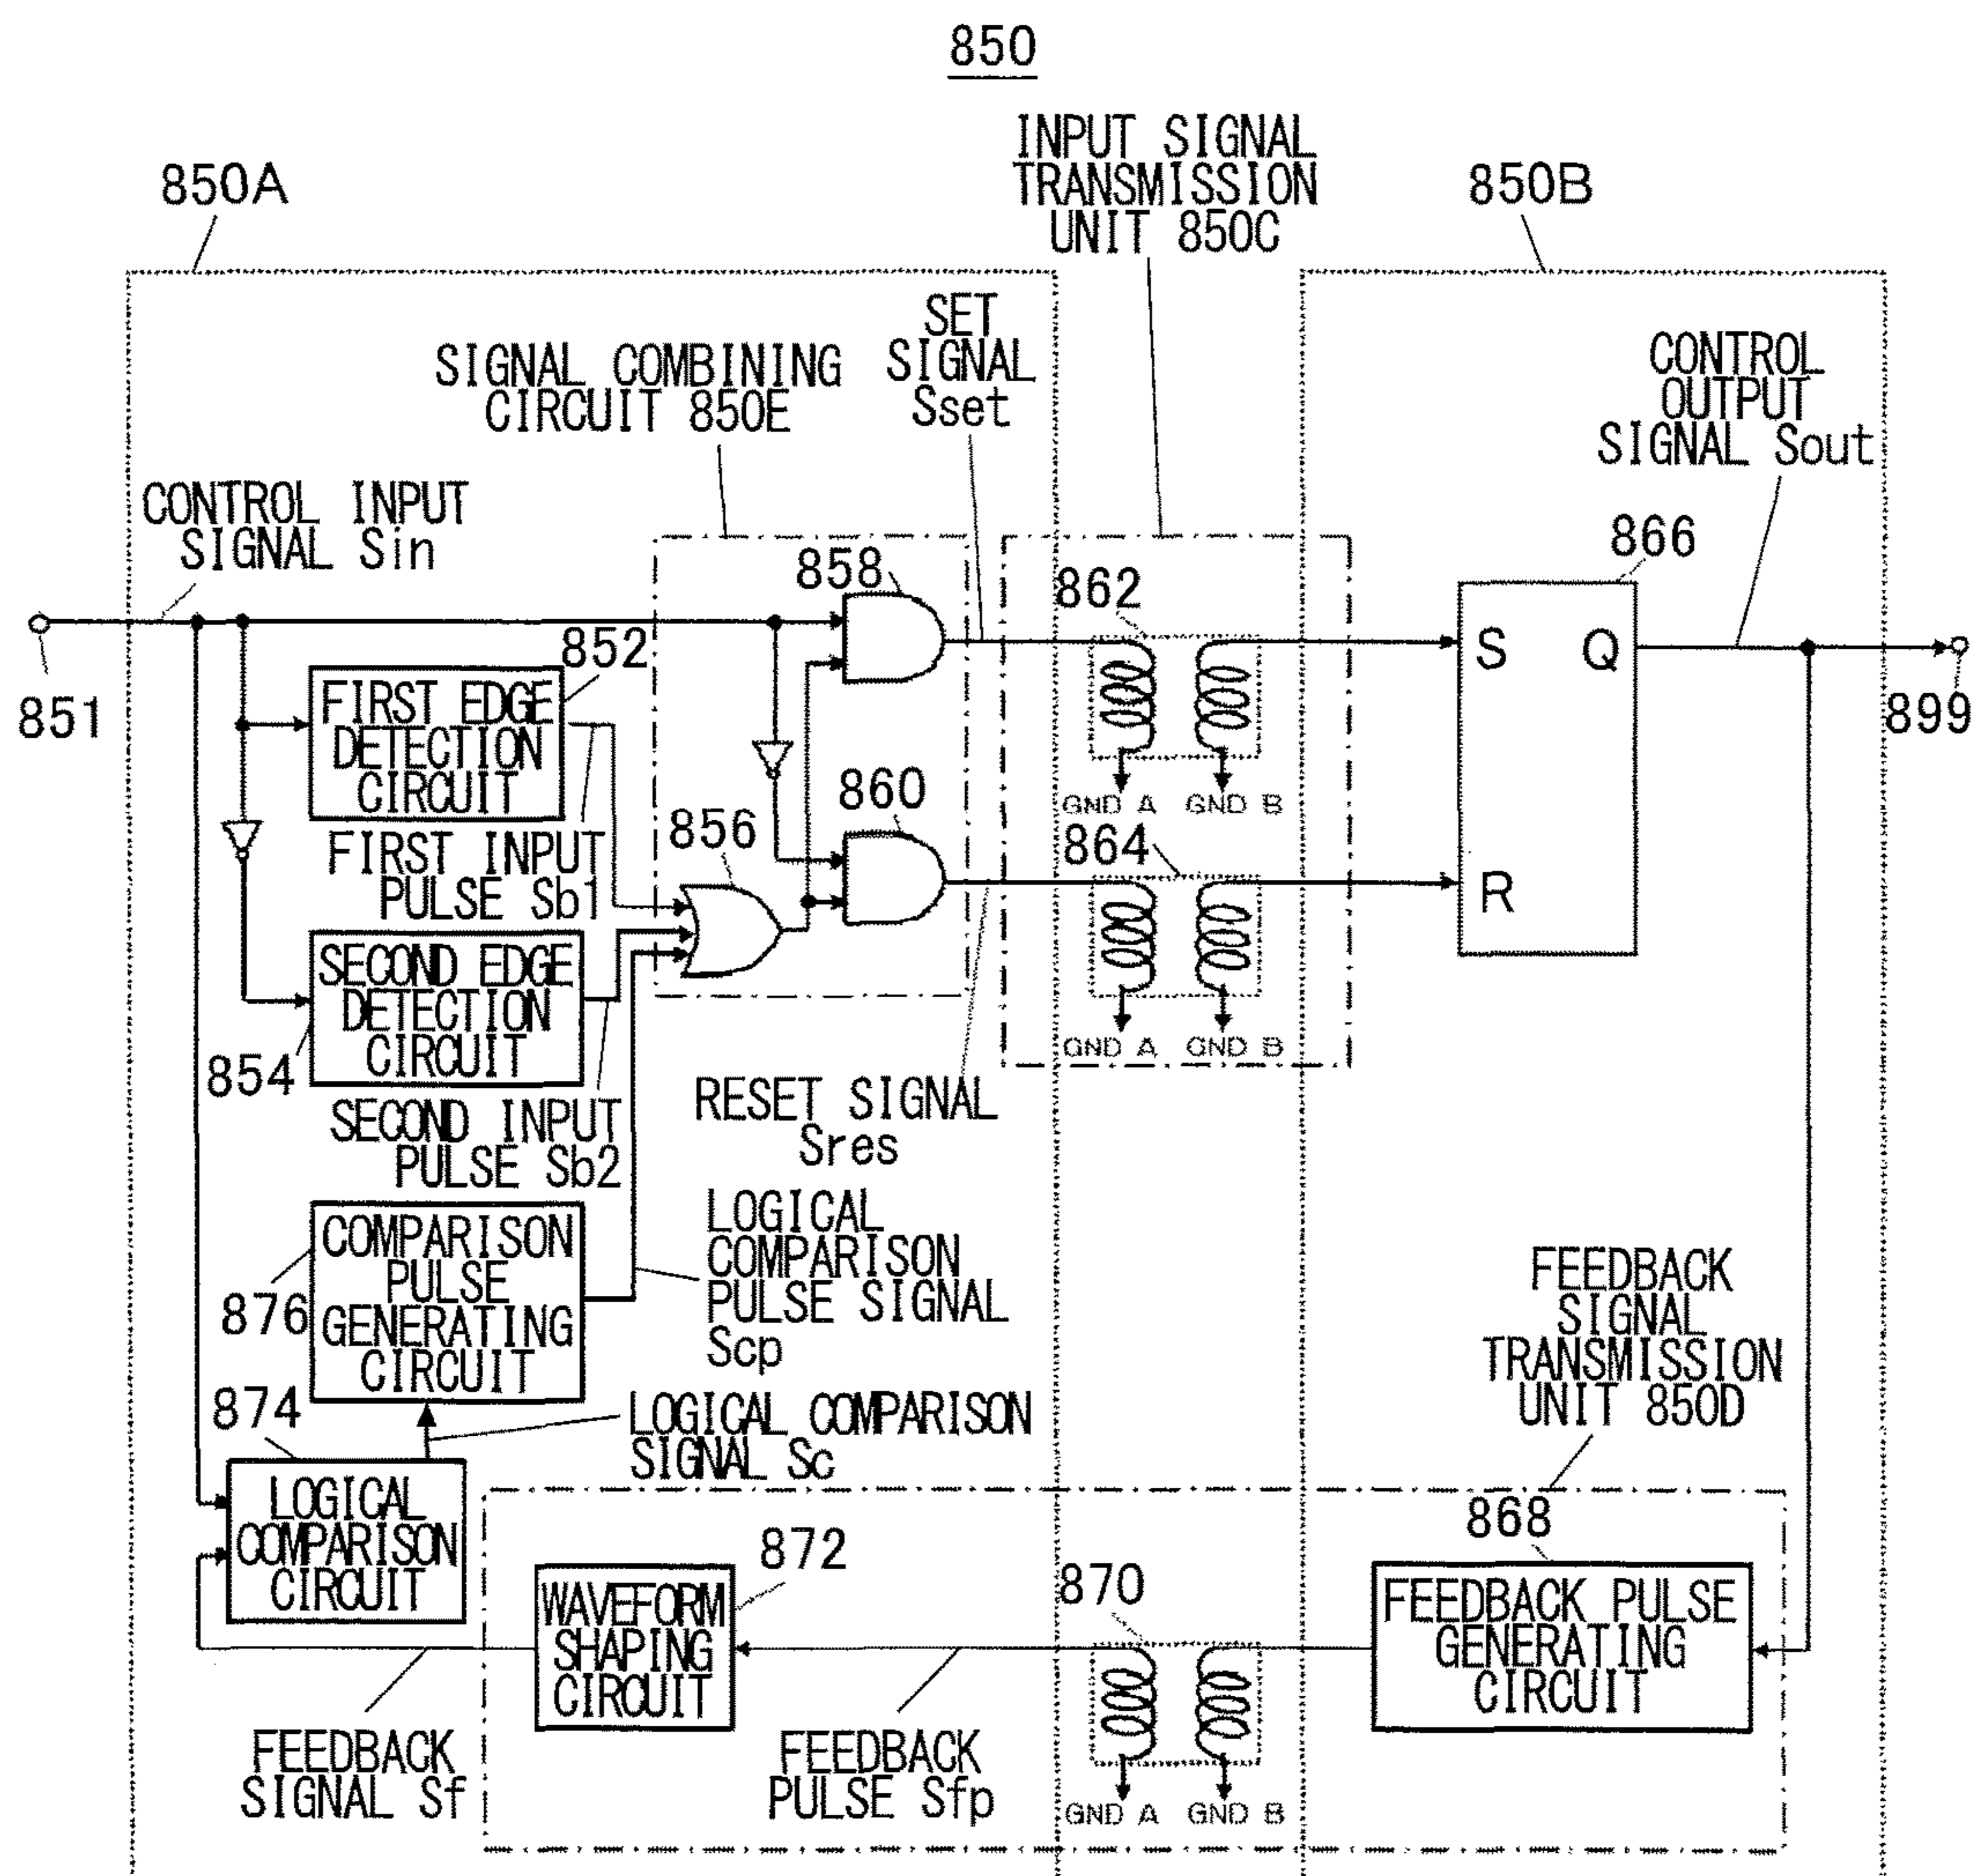 850
INPUT SIGNAL
TRANSMISSION
UNIT 850C
850A
850B
SET
SIGNAL
Sset
SIGNAL COMBINING
CIRCUIT 850E
CONTROL
OUTPUT
SIGNAL Sout
CONTROL INPUT
SIGNAL Sin
866
858
862
852
S
Q
851
FIRST EDGE
DETECTION
CIRCUIT
899
860
GND A
GND B
856
864
FIRST INPUT
PULSE Sb1
R
SECOND EDGE
DETECTION
CIRCUIT
854
GND A
GND B
RESET SIGNAL
Sres
SECOND INPUT
PULSE Sb2
LOGICAL
COMPARISON
PULSE SIGNAL
Scp
COMPARISON
PULSE
GENERATING
CIRCUIT
876
FEEDBACK
SIGNAL
TRANSMISSION
UNIT 850D
874
LOGICAL COMPARISON
SIGNAL Sc
LOGICAL
COMPARISON
CIRCUIT
868
872
870
WAVEFORM
SHAPING
CIRCUIT
FEEDBACK PULSE
GENERATING
CIRCUIT
FEEDBACK
SIGNAL Sf
FEEDBACK
PULSE Sfp
GND A
GND B